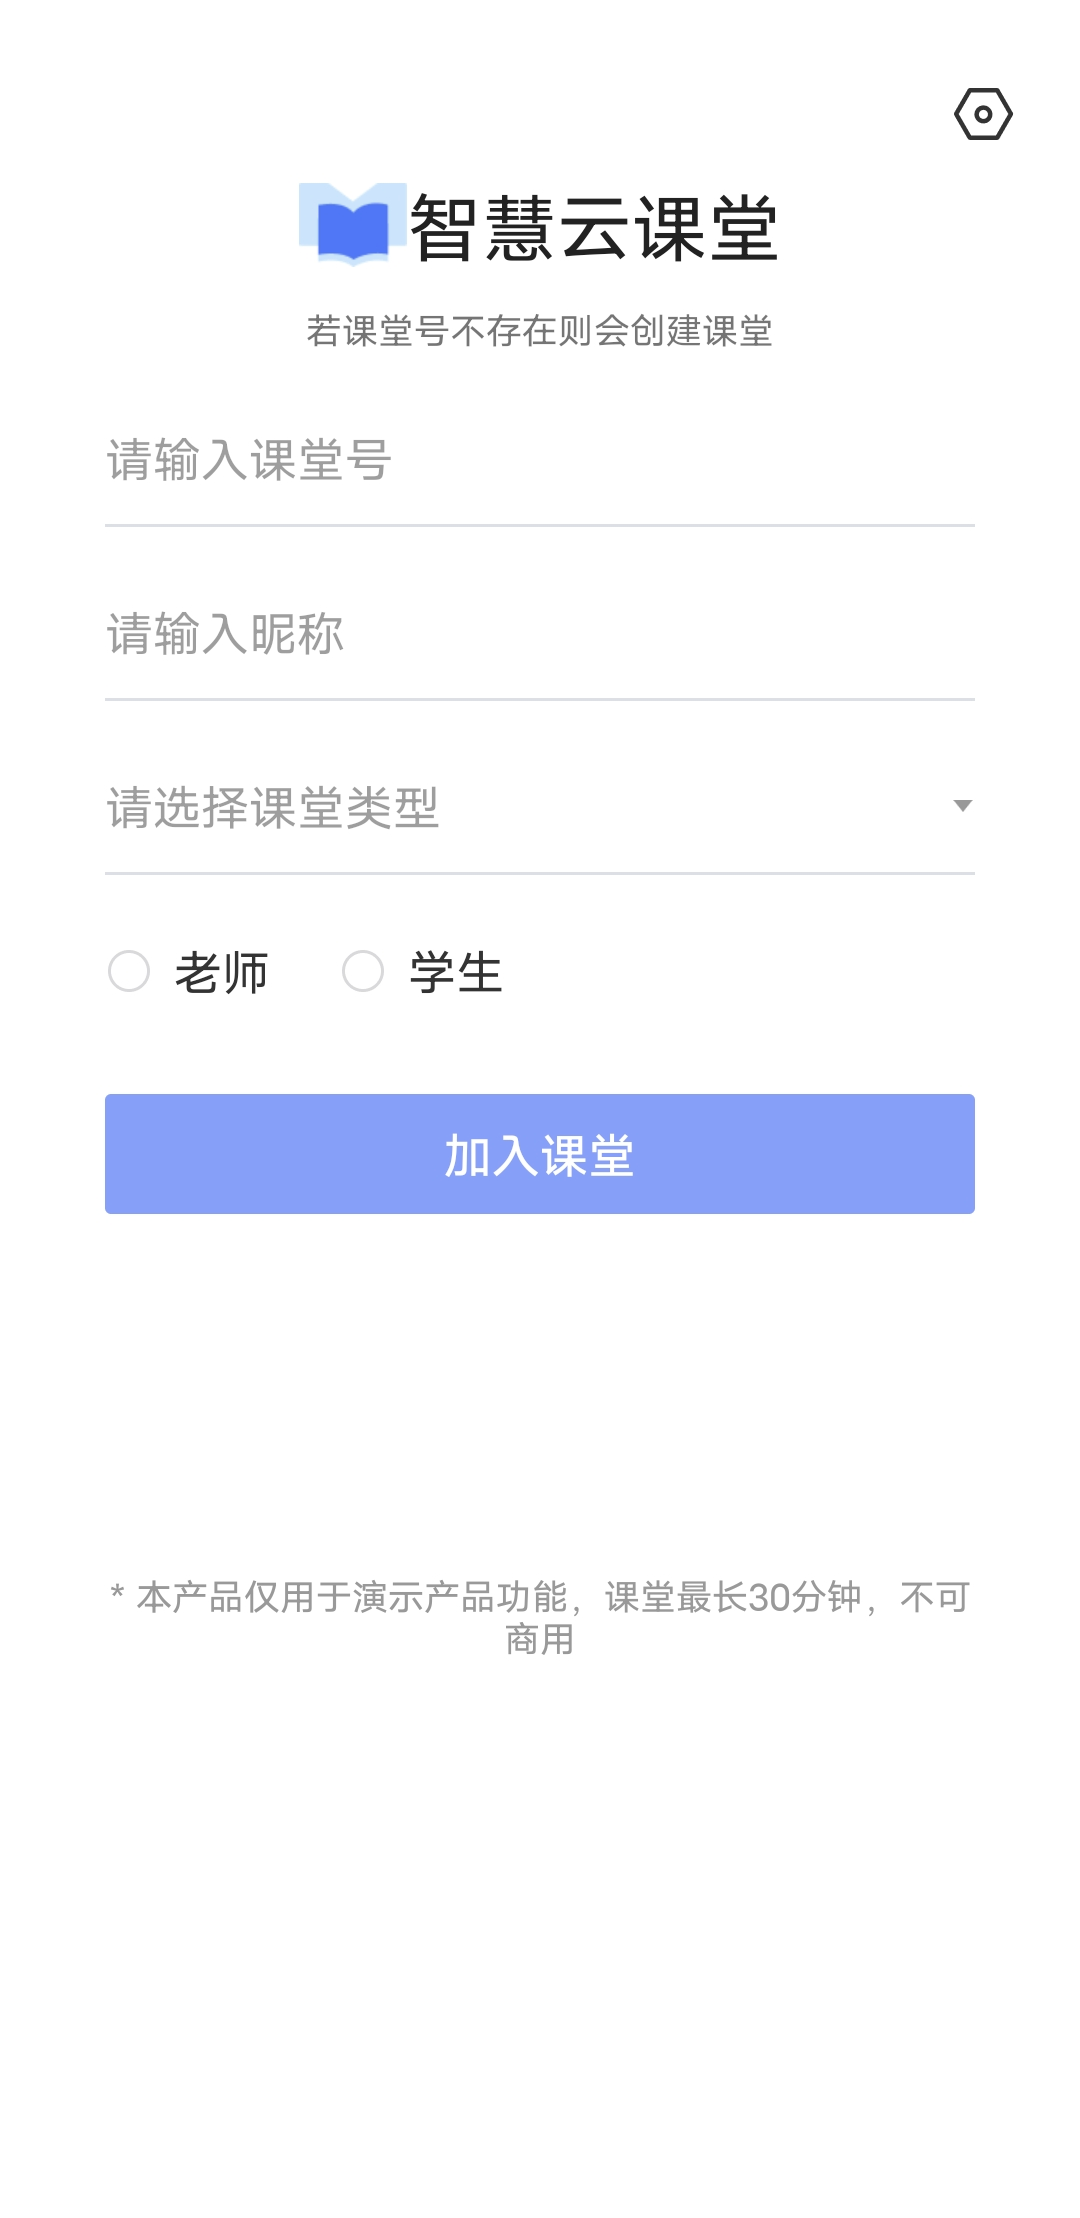 智慧云课堂
若课堂号不存在则会创建课堂
请输入课堂号
请输入昵称
请选择课堂类型
老师 学生
加入课堂
* 本产品仅用于演示产品功能，课堂最长30分钟，不可
商用